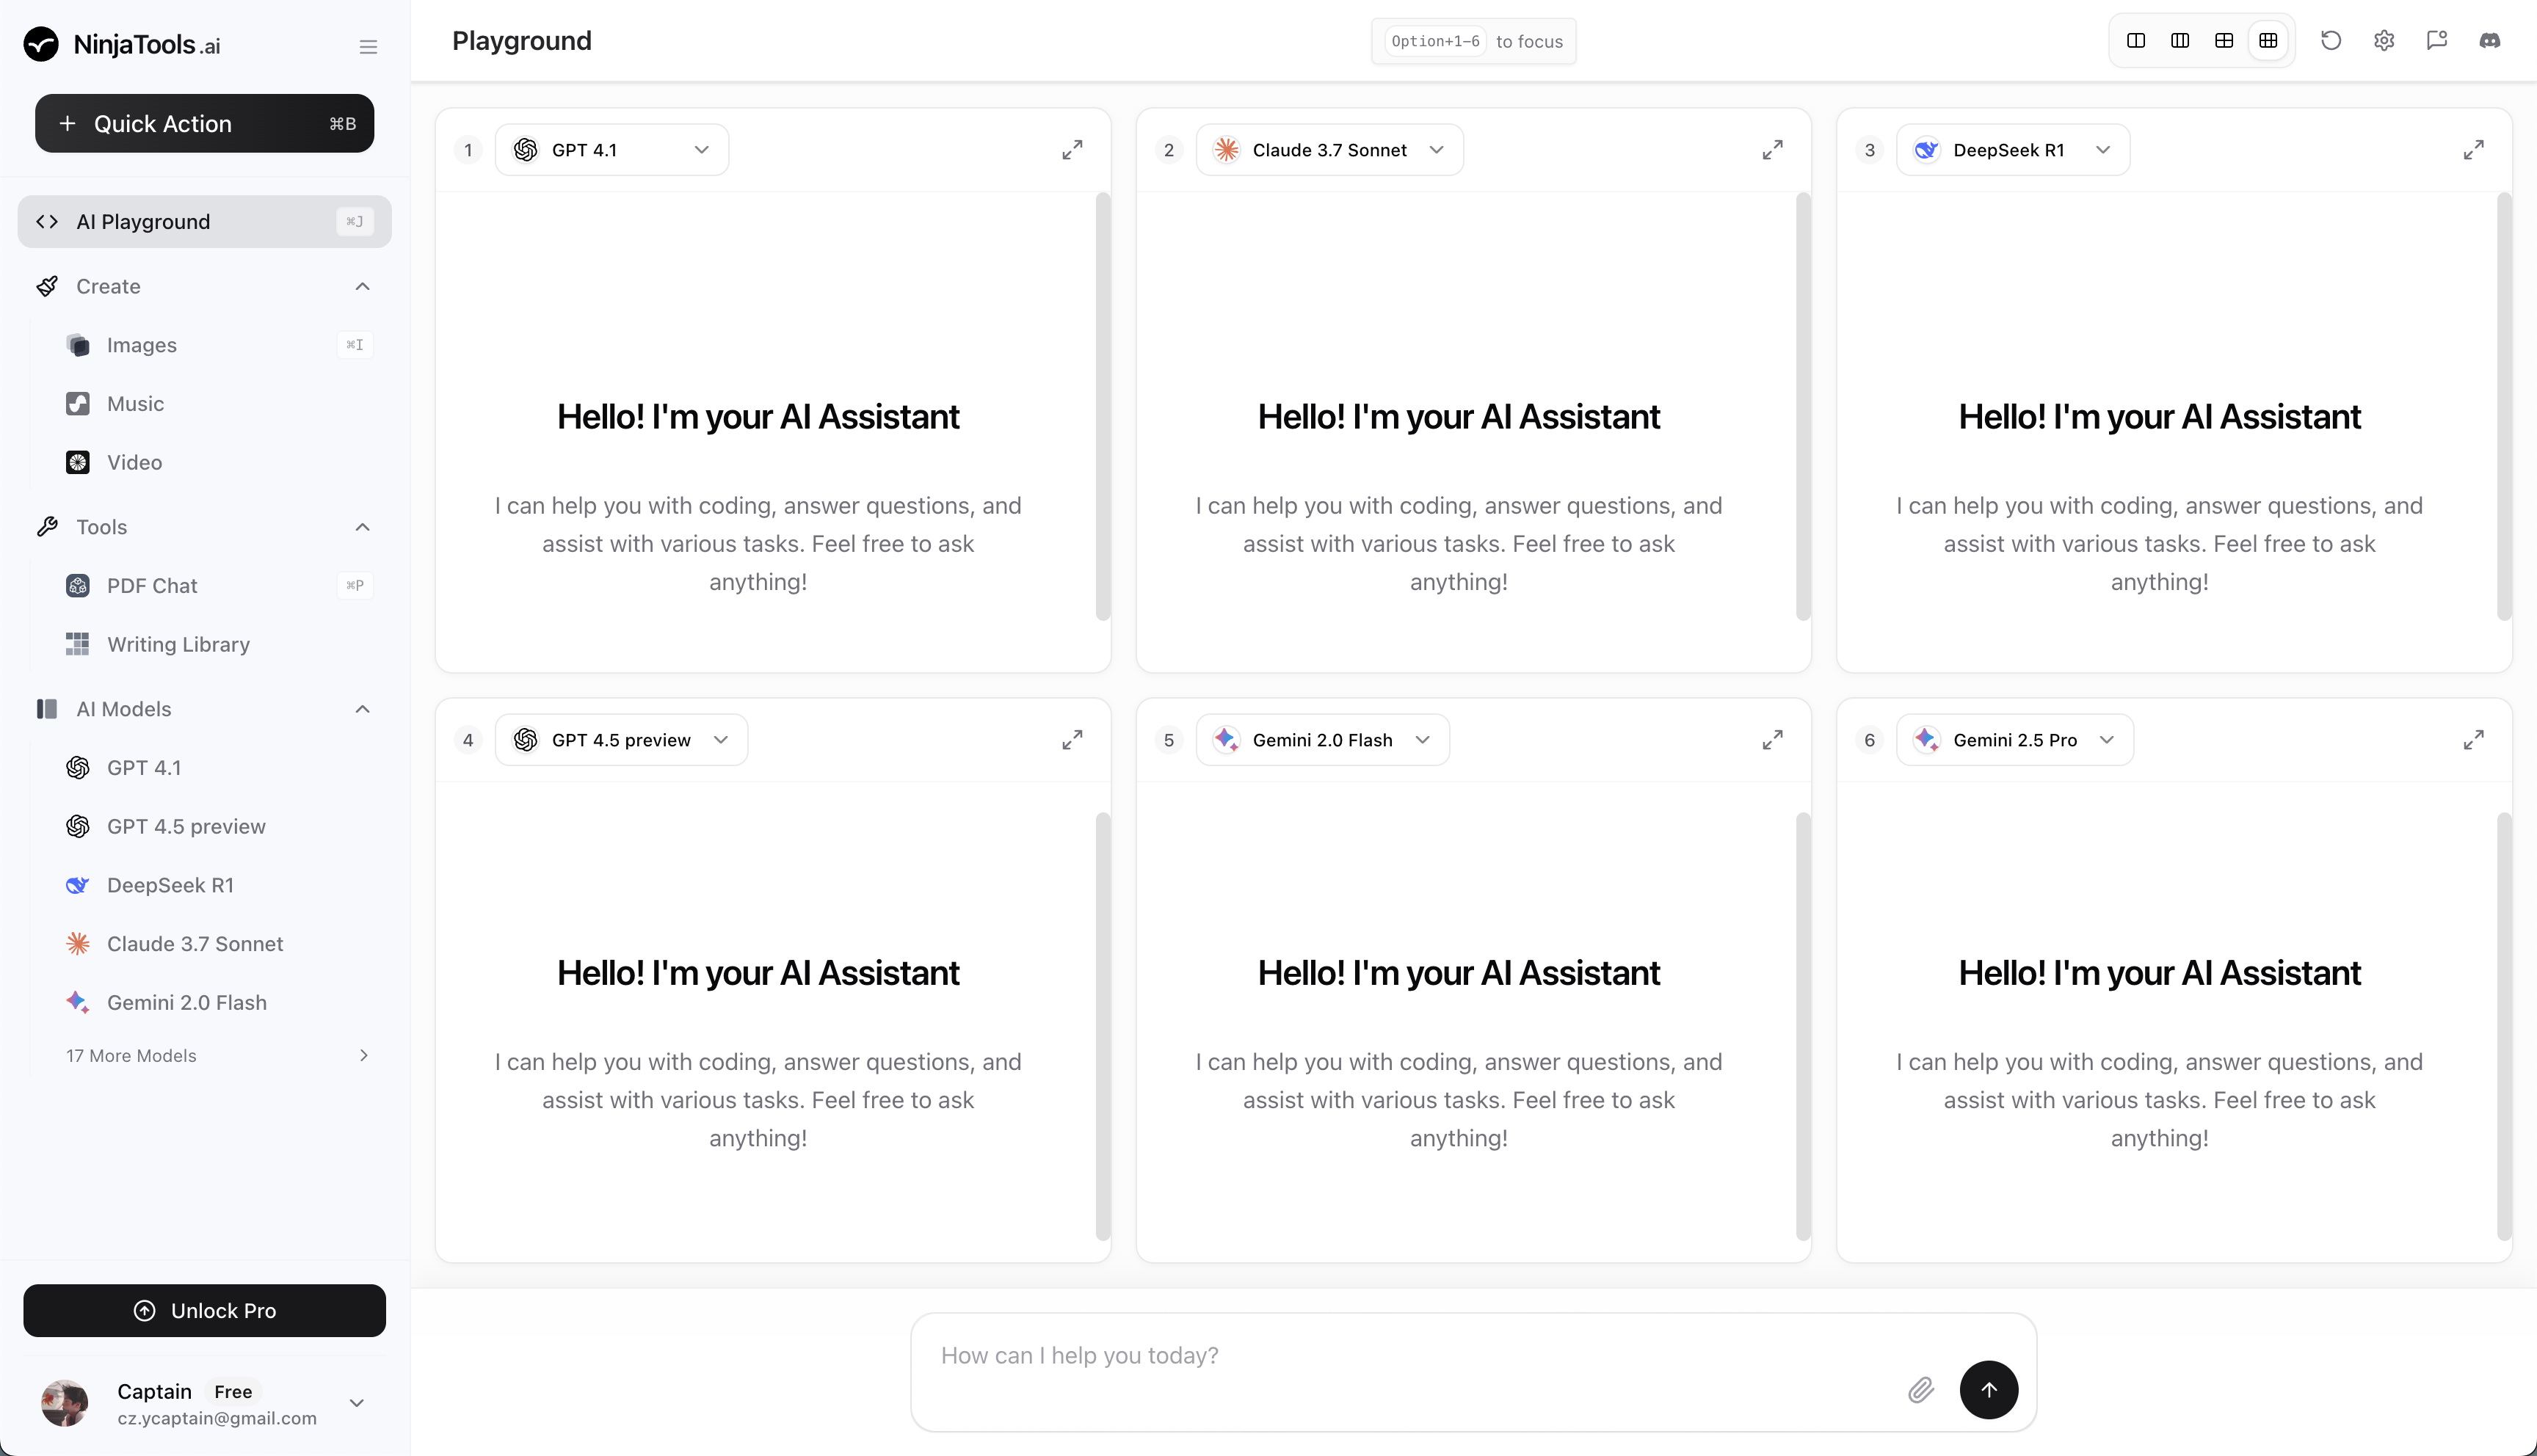 NinjaTools.ai
Quick Action ⌘B
AI Playground ⌘J
Create
Images ⌘I
Music
Video
Tools
PDF Chat ⌘P
Writing Library
AI Models
GPT 4.1
GPT 4.5 preview
DeepSeek R1
Claude 3.7 Sonnet
Gemini 2.0 Flash
17 More Models
Unlock Pro
Captain Free
cz.ycaptain@gmail.com
Playground
Option+1-6 to focus
1 GPT 4.1
Hello! I'm your AI Assistant
I can help you with coding, answer questions, and
assist with various tasks. Feel free to ask
anything!
2 Claude 3.7 Sonnet
Hello! I'm your AI Assistant
I can help you with coding, answer questions, and
assist with various tasks. Feel free to ask
anything!
3 DeepSeek R1
Hello! I'm your AI Assistant
I can help you with coding, answer questions, and
assist with various tasks. Feel free to ask
anything!
4 GPT 4.5 preview
Hello! I'm your AI Assistant
I can help you with coding, answer questions, and
assist with various tasks. Feel free to ask
anything!
5 Gemini 2.0 Flash
Hello! I'm your AI Assistant
I can help you with coding, answer questions, and
assist with various tasks. Feel free to ask
anything!
6 Gemini 2.5 Pro
Hello! I'm your AI Assistant
I can help you with coding, answer questions, and
assist with various tasks. Feel free to ask
anything!
How can I help you today?